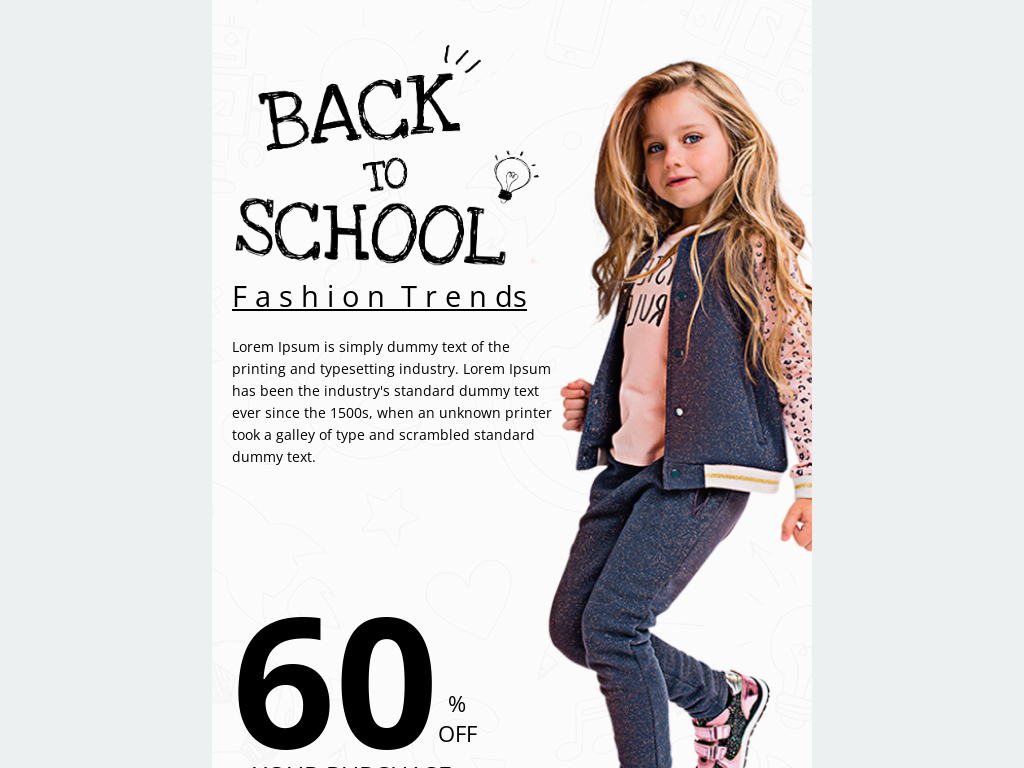 BACK
TO
SCHOOL
Fashion Trends
Lorem Ipsum is simply dummy text of the
printing and typesetting industry. Lorem Ipsum
has been the industry's standard dummy text
ever since the 1500s, when an unknown printer
took a galley of type and scrambled standard
dummy text.
60
%
OFF
YOUR PURCHASE